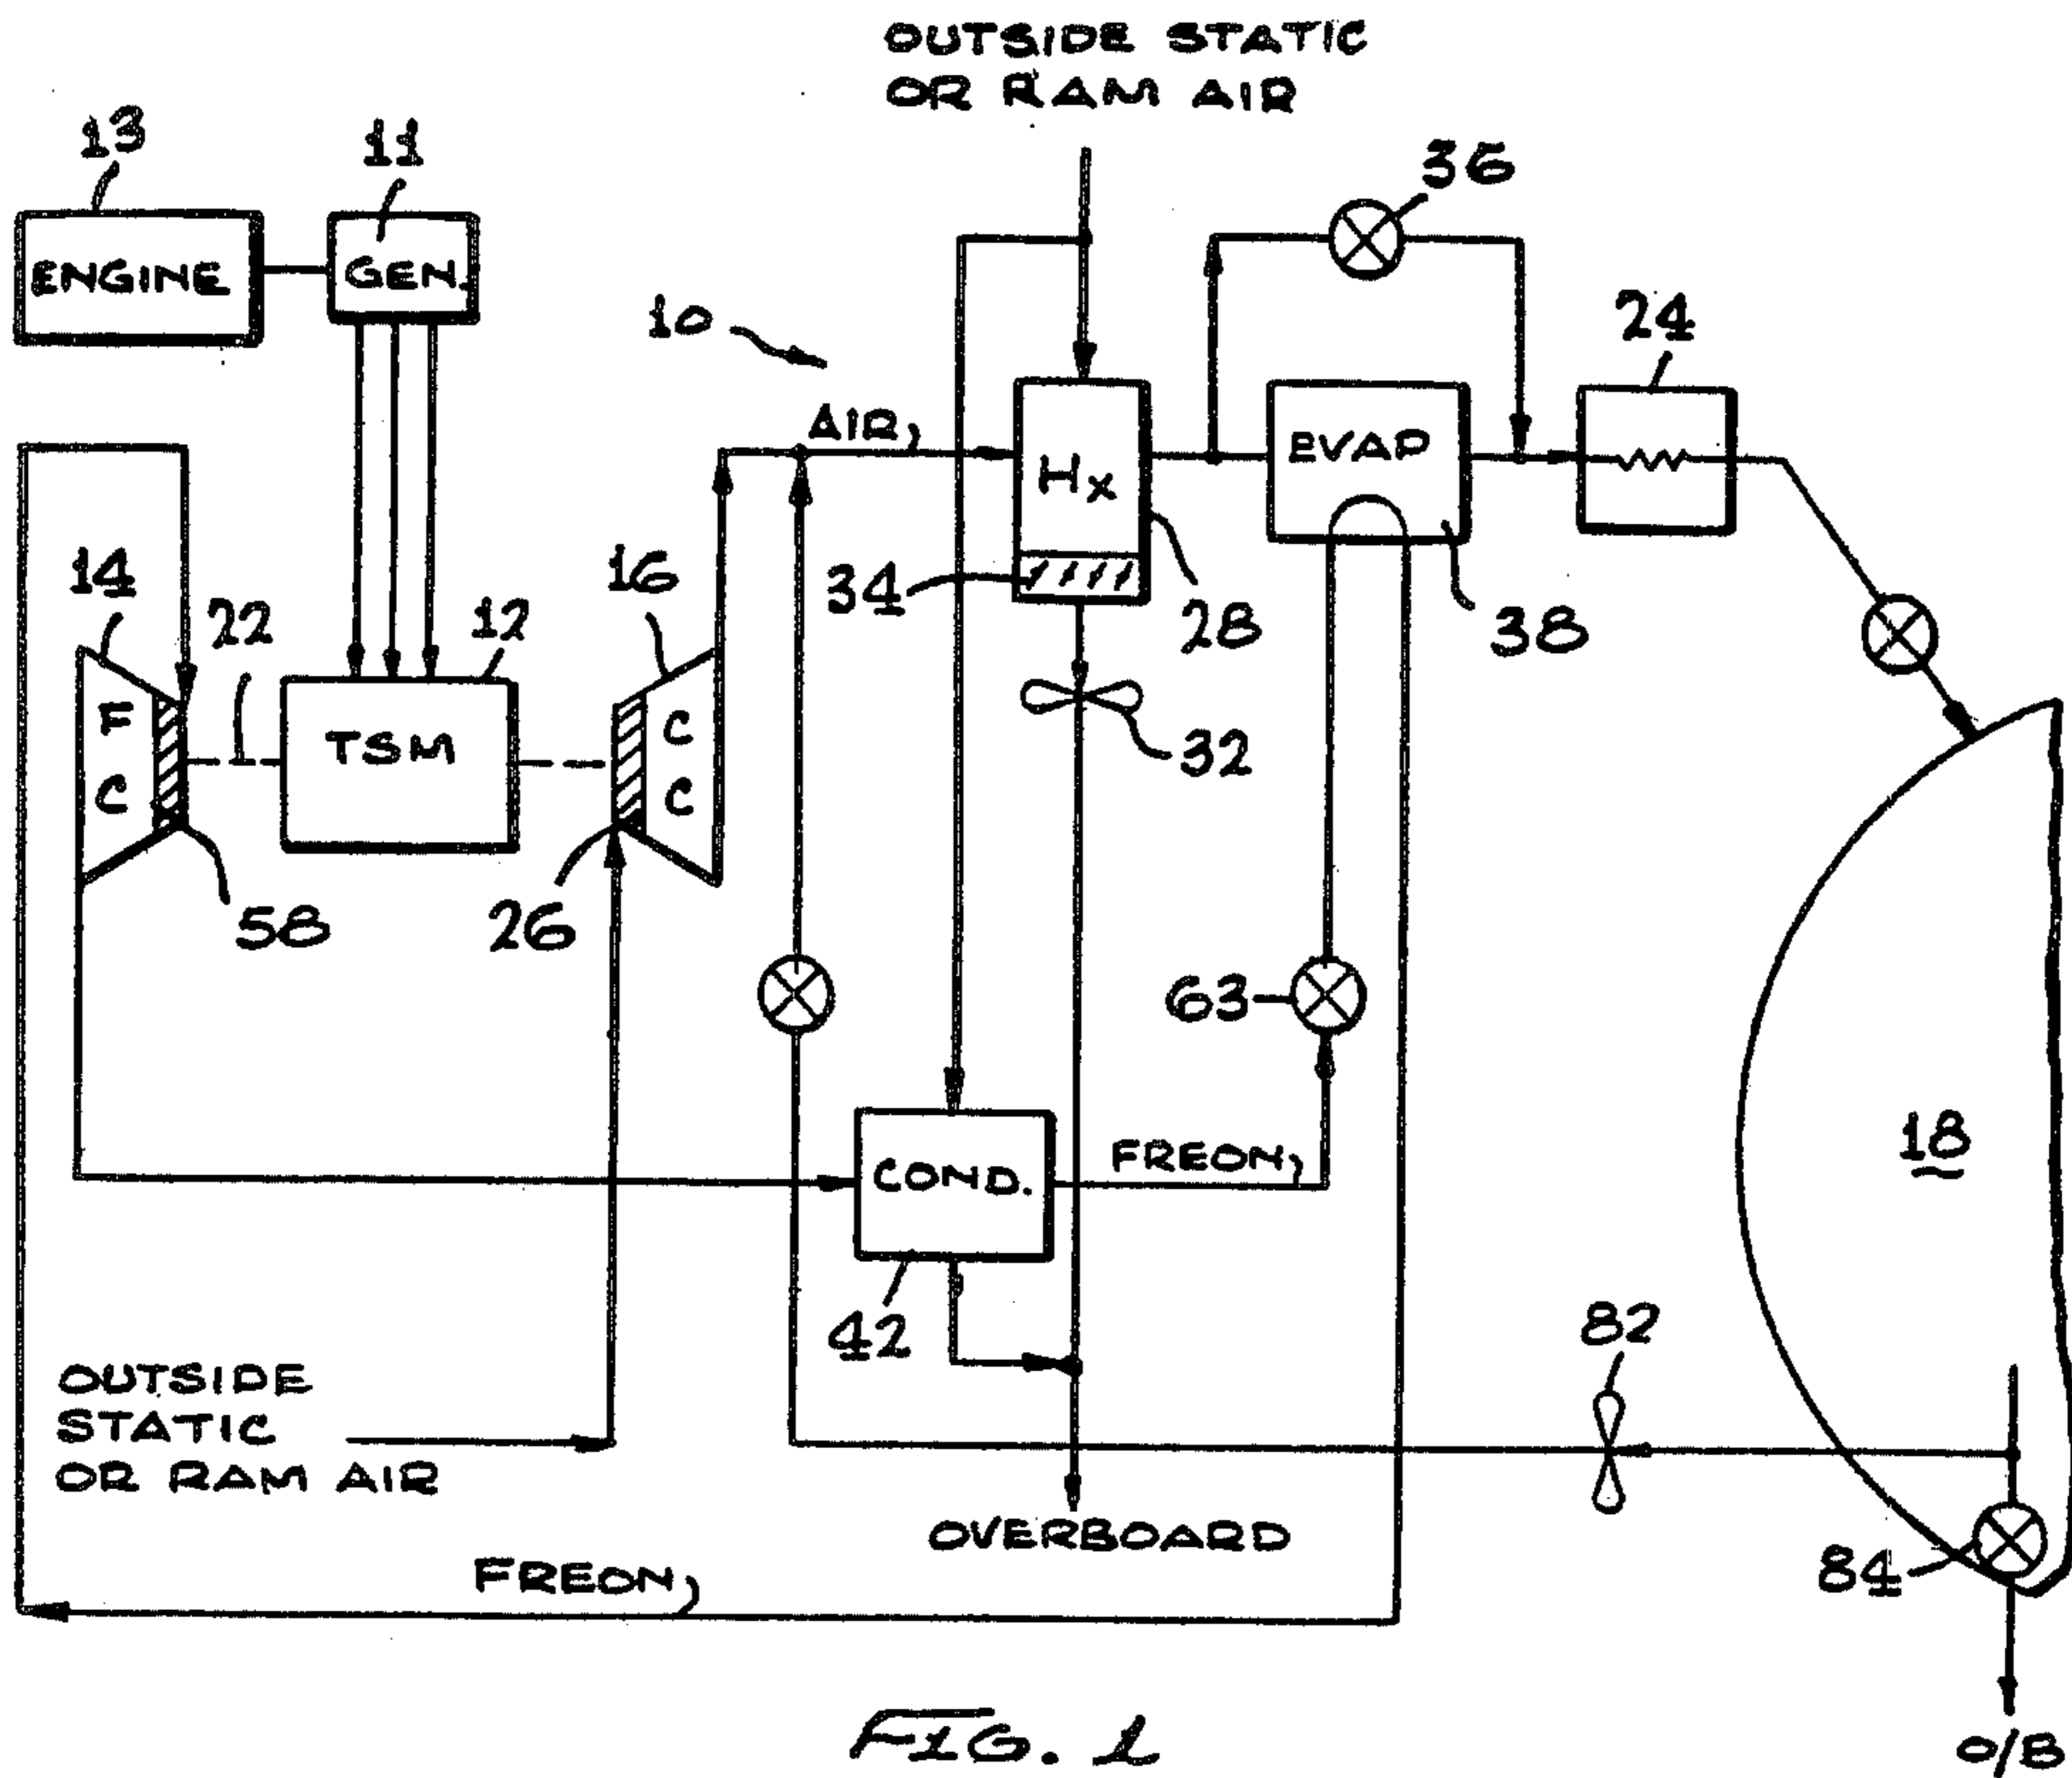 OUTSIDE STATIC
OR RAM AIR
13
11
36
ENGINE
GEN.
10
24
AIR,
Hx
EVAP
14
22
12
16
34
28
38
F
C
TSM
C
C
32
58
26
63
18
COND.
FREON,
42
82
OUTSIDE
STATIC
OR RAM AIR
OVERBOARD
84
FREON,
FIG. 1
O/B